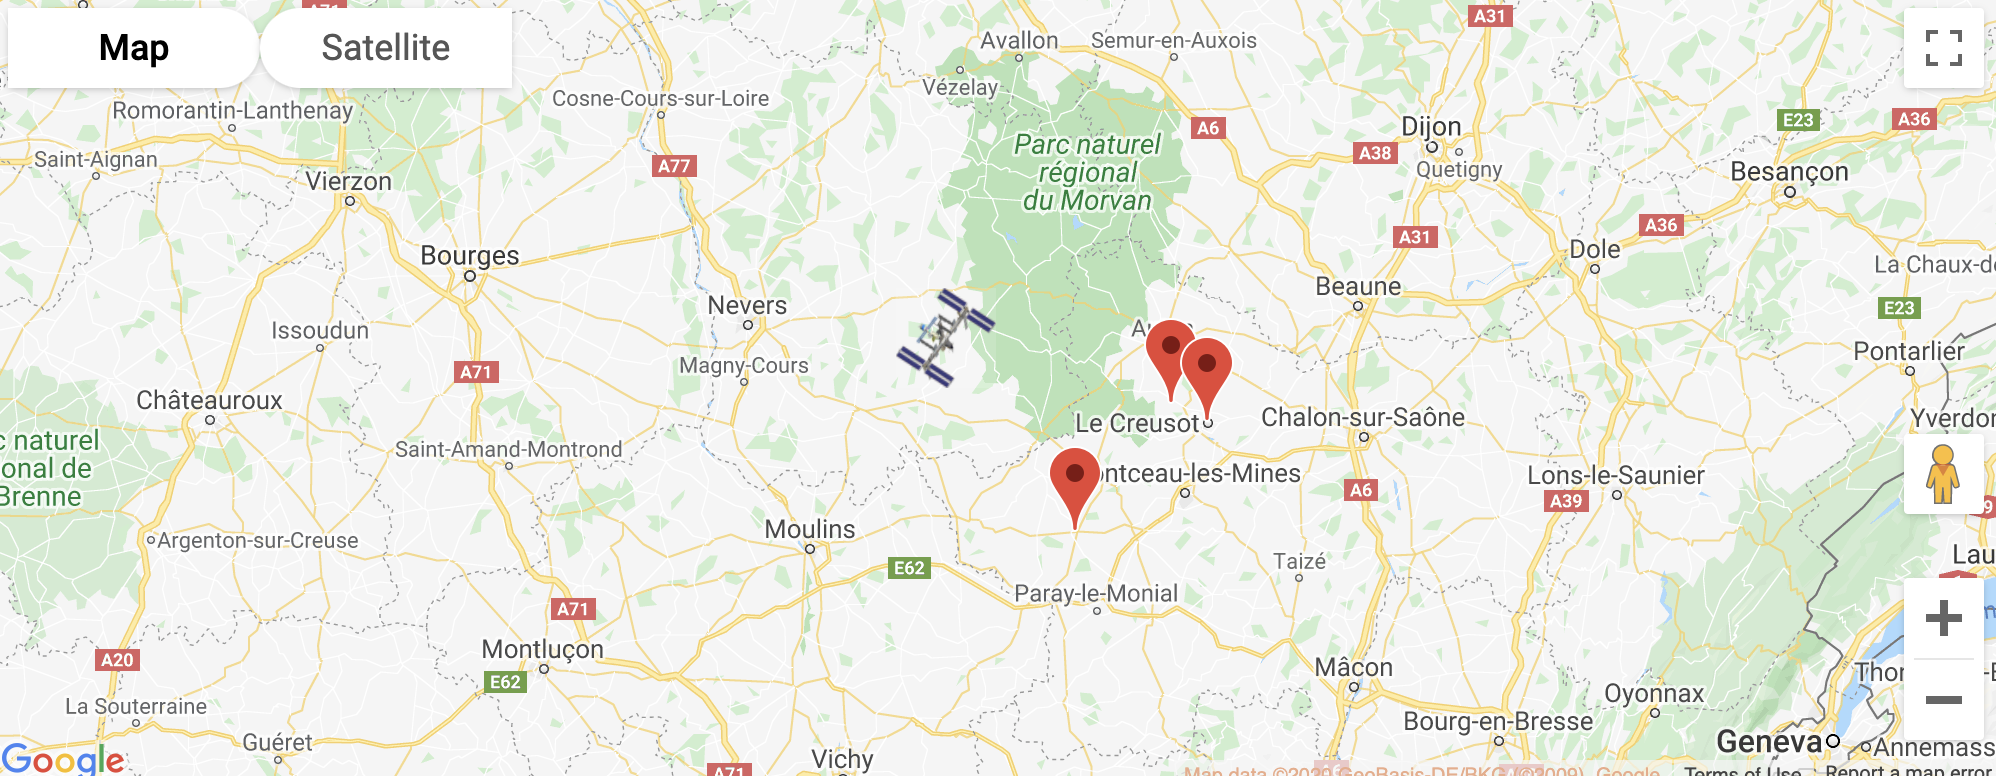 A71
Map
Satellite
A31
Avallon
Semur-en-Auxois
Vézelay
Cosne-Cours-sur-Loire
Romorantin-Lanthenay
A6
Dijon
E23
A36
Parc naturel
régional
du Morvan
A38
Quetigny
Saint-Aignan
A77
Vierzon
Besançon
A36
A31
Bourges
Dole
La Chaux-d
Beaune
Nevers
E23
Issoudun
Pontarlier
Magny-Cours
A71
Châteauroux
Le Creusot
Chalon-sur-Saône
Yverdon
c naturel
onal de
Brenne
Saint-Amand-Montrond
ontceau-les-Mines
Lons-le-Saunier
A6
A39
9
Moulins
Argenton-sur-Creuse
Lau
Taizé
E62
Paray-le-Monial
A71
Montluçon
A20
Mâcon
Thon
E62
Oyonnax
La Souterraine
Bourg-en-Bresse
Guéret
Geneva
Annemass
Google
Vichy
A71
Map data ©2020 GeoBasis-DE/BKG (©2009), Google
Terms of Use
Report a map error